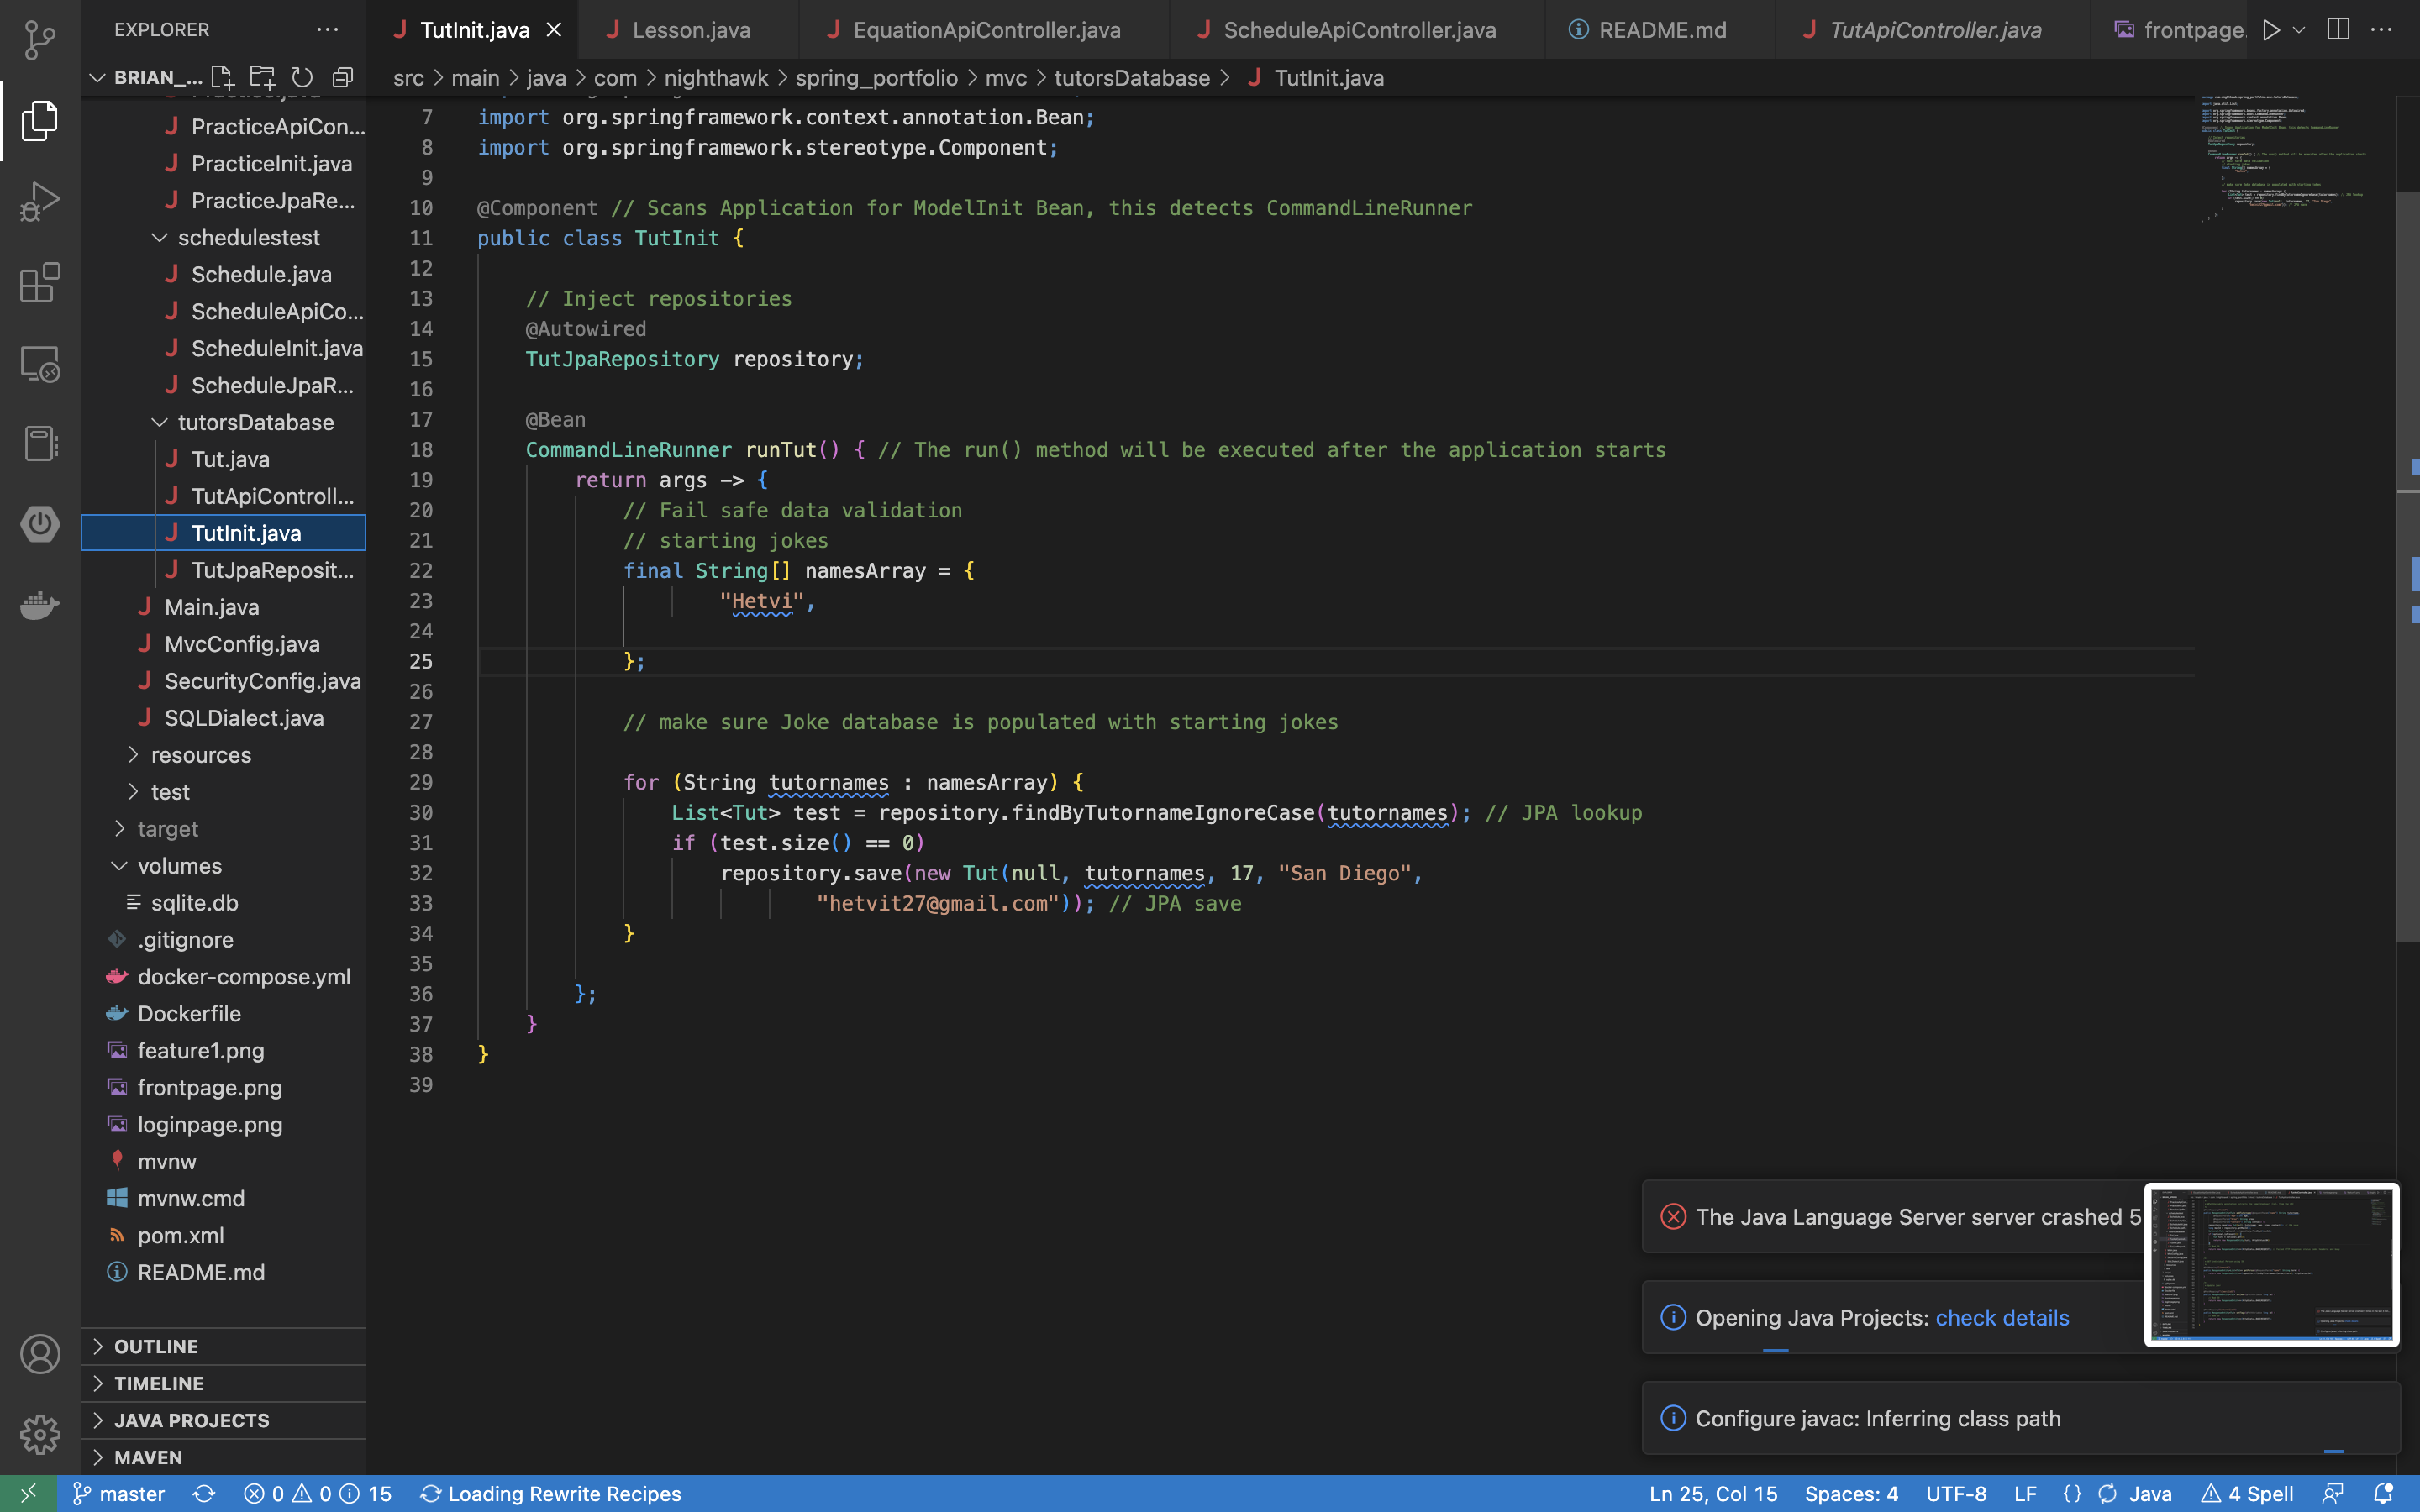 EXPLORER
BRIAN_...
PracticeApiCon...
PracticeInit.java
PracticeJpaRe...
schedulestest
Schedule.java
ScheduleApiCo...
ScheduleInit.java
ScheduleJpaR...
tutorsDatabase
Tut.java
TutApiControll...
TutInit.java
TutJpaReposit...
Main.java
MvcConfig.java
SecurityConfig.java
SQLDialect.java
resources
test
target
volumes
sqlite.db
.gitignore
docker-compose.yml
Dockerfile
feature1.png
frontpage.png
loginpage.png
mvnw
mvnw.cmd
pom.xml
README.md
OUTLINE
TIMELINE
JAVA PROJECTS
MAVEN
TutInit.java Lesson.java EquationApiController.java ScheduleApiController.java README.md TutApiController.java frontpage.
src > main > java > com > nighthawk > spring_portfolio > mvc > tutorsDatabase > TutInit.java
7 import org.springframework.context.annotation.Bean;
8 import org.springframework.stereotype.Component;
9
10 @Component // Scans Application for ModelInit Bean, this detects CommandLineRunner
11 public class TutInit {
12
13 // Inject repositories
14 @Autowired
15 TutJpaRepository repository;
16
17 @Bean
18 CommandLineRunner runTut() { // The run() method will be executed after the application starts
19 return args -> {
20 // Fail safe data validation
21 // starting jokes
22 final String[] namesArray = {
23 "Hetvi",
24
25 };
26
27 // make sure Joke database is populated with starting jokes
28
29 for (String tutornames : namesArray) {
30 List<Tut> test = repository.findByTutornameIgnoreCase(tutornames); // JPA lookup
31 if (test.size() == 0)
32 repository.save(new Tut(null, tutornames, 17, "San Diego",
33 "hetvit27@gmail.com")); // JPA save
34 }
35
36 };
37 }
38 }
39
The Java Language Server server crashed 5
Opening Java Projects: check details
Configure javac: Inferring class path
master 0 0 15 Loading Rewrite Recipes Ln 25, Col 15 Spaces: 4 UTF-8 LF {} Java 4 Spell